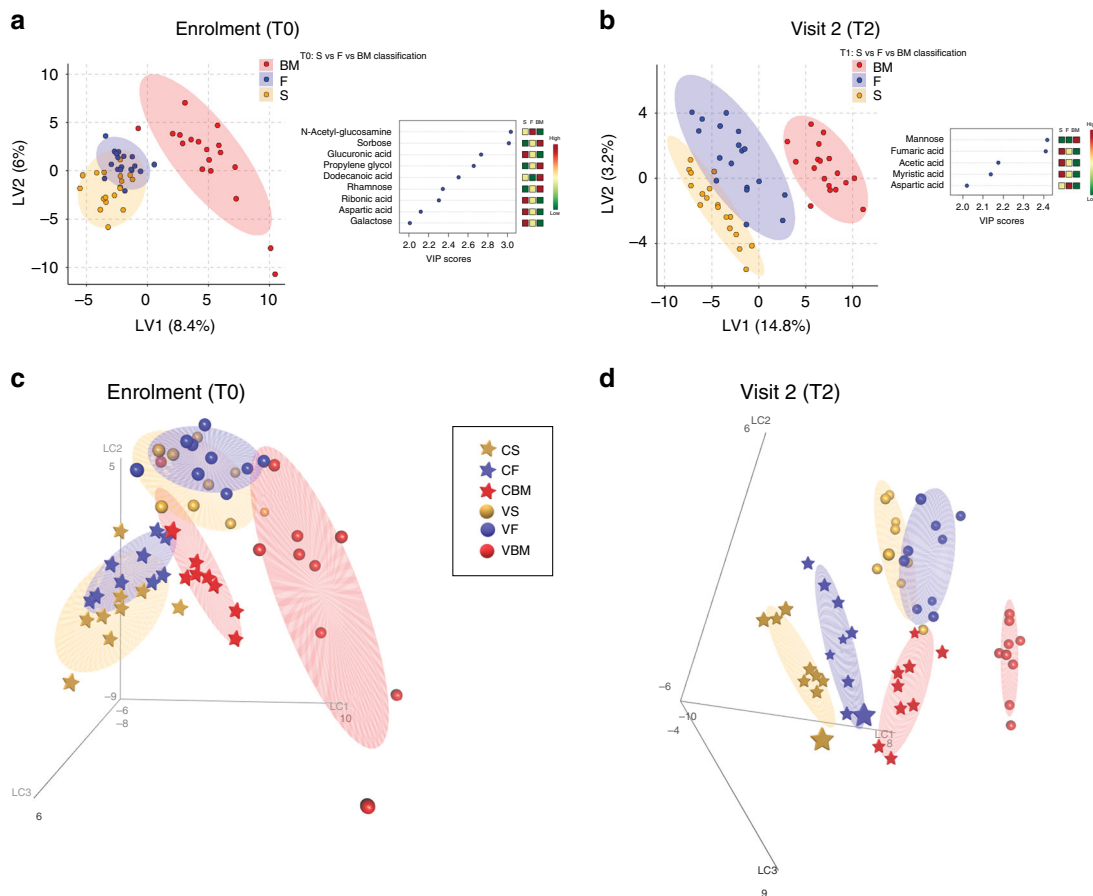 a
Enrolment (T0)
T0: S vs F vs BM classification
BM
F
S
10
5
0
−5
−10
LV2 (6%)
−5
0
5
10
LV1 (8.4%)
S F BM
N-Acetyl-glucosamine
Sorbose
Glucuronic acid
Propylene glycol
Dodecanoic acid
Rhamnose
Ribonic acid
Aspartic acid
Galactose
High
Low
2.0 2.2 2.4 2.6 2.8 3.0
VIP scores
b
Visit 2 (T2)
T1: S vs F vs BM classification
BM
F
S
4
0
−4
LV2 (3.2%)
−10
−5
0
5
10
LV1 (14.8%)
S F BM
Mannose
Fumaric acid
Acetic acid
Myristic acid
Aspartic acid
2.0 2.1 2.2 2.3 2.4
VIP scores
c
Enrolment (T0)
LC2
5
−9
−6
−8
LC1
10
LC3
6
CS
CF
CBM
VS
VF
VBM
d
Visit 2 (T2)
6
LC2
−6
−10
−4
LC1
8
LC3
9